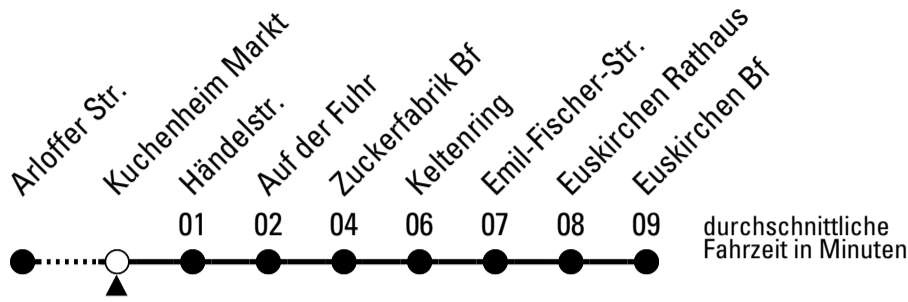 Arloffer Str.
Kuchenheim Markt
Händelstr.
Auf der Fuhr
Zuckerfabrik Bf
Keltenring
Emil-Fischer-Str.
Euskirchen Rathaus
Euskirchen Bf
01 02 04 06 07 08 09
durchschnittliche
Fahrzeit in Minuten